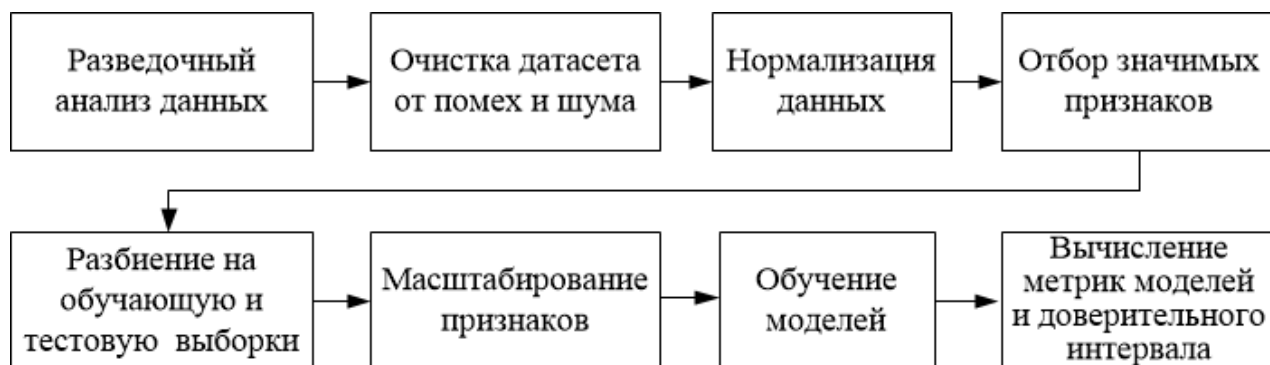 Разведочный
анализ данных
Очистка датасета
от помех и шума
Нормализация
данных
Отбор значимых
признаков
Разбиение на
обучающую и
тестовую выборки
Масштабирование
признаков
Обучение
моделей
Вычисление
метрик моделей
и доверительного
интервала